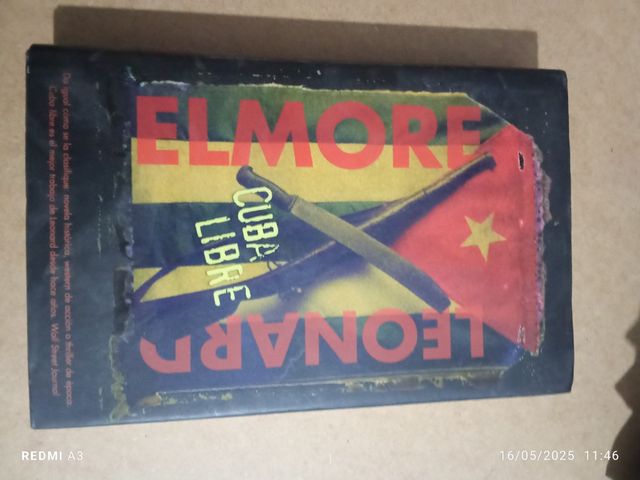 ELMORE
CUBA
LIBRE
LEONARD
Da igual cómo se la clasifique: novela histórica, western de acción o thriller de época.
Cuba libre es el mejor trabajo de Leonard desde hace años. Wall Street Journal
REDMI A3
16/05/2025 11:46